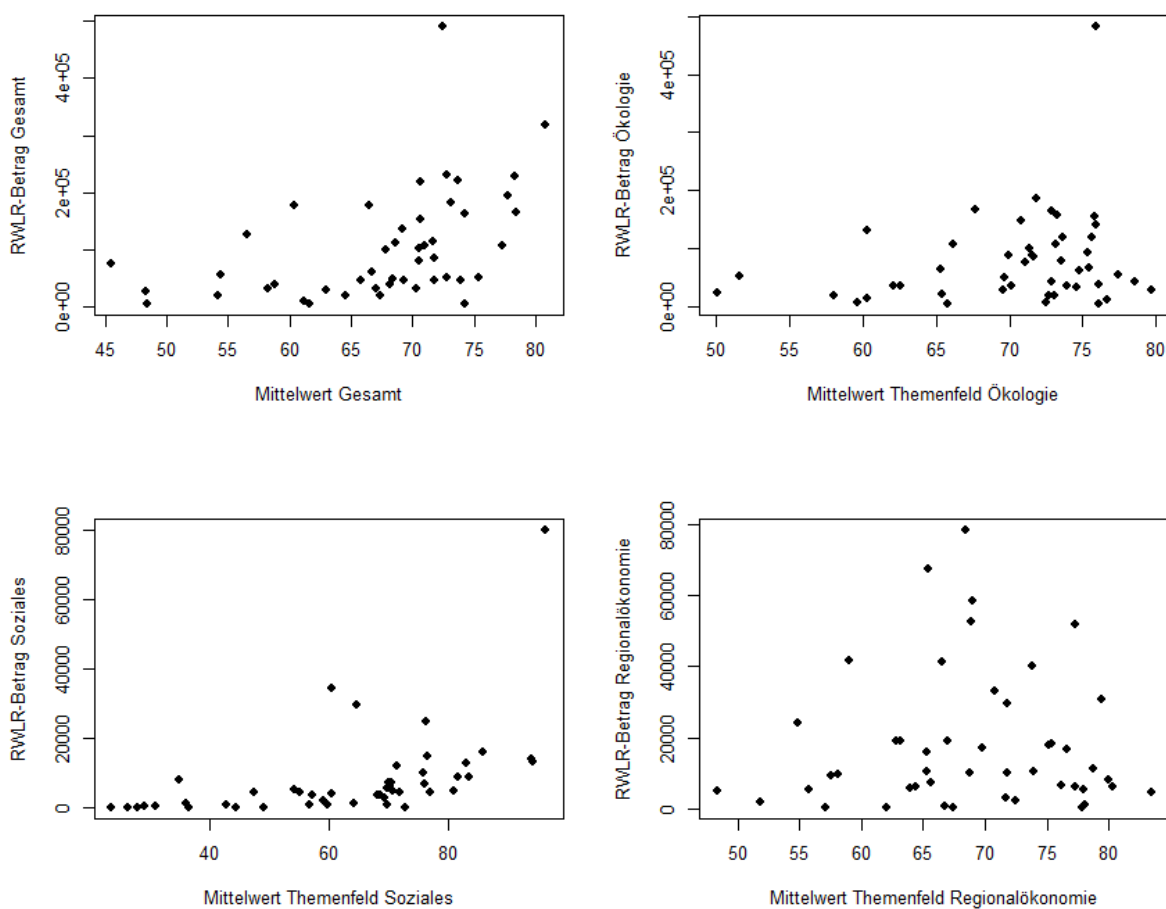 RWLR-Betrag Gesamt
0e+00 2e+05 4e+05
45 50 55 60 65 70 75 80
Mittelwert Gesamt
RWLR-Betrag Ökologie
0e+00 2e+05 4e+05
50 55 60 65 70 75 80
Mittelwert Themenfeld Ökologie
RWLR-Betrag Soziales
0 20000 40000 60000 80000
40 60 80
Mittelwert Themenfeld Soziales
RWLR-Betrag Regionalökonomie
0 20000 40000 60000 80000
50 55 60 65 70 75 80
Mittelwert Themenfeld Regionalökonomie